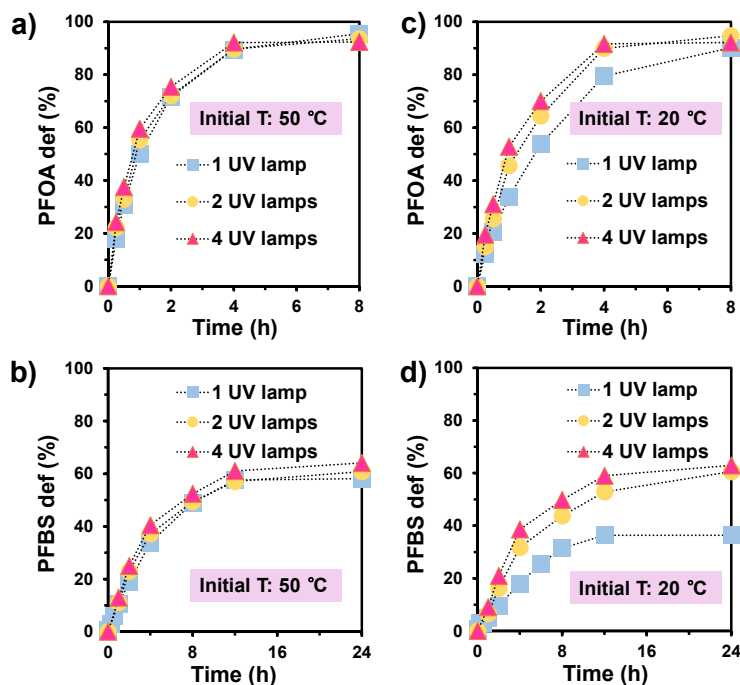 a)
PFOA def (%)
100
80
60
40
20
0
Initial T: 50 °C
1 UV lamp
2 UV lamps
4 UV lamps
0
2
4
6
8
Time (h)
c)
PFOA def (%)
100
80
60
40
20
0
Initial T: 20 °C
1 UV lamp
2 UV lamps
4 UV lamps
0
2
4
6
8
Time (h)
b)
PFBS def (%)
100
80
60
40
20
0
1 UV lamp
2 UV lamps
4 UV lamps
Initial T: 50 °C
0
8
16
24
Time (h)
d)
PFBS def (%)
100
80
60
40
20
0
1 UV lamp
2 UV lamps
4 UV lamps
Initial T: 20 °C
0
8
16
24
Time (h)